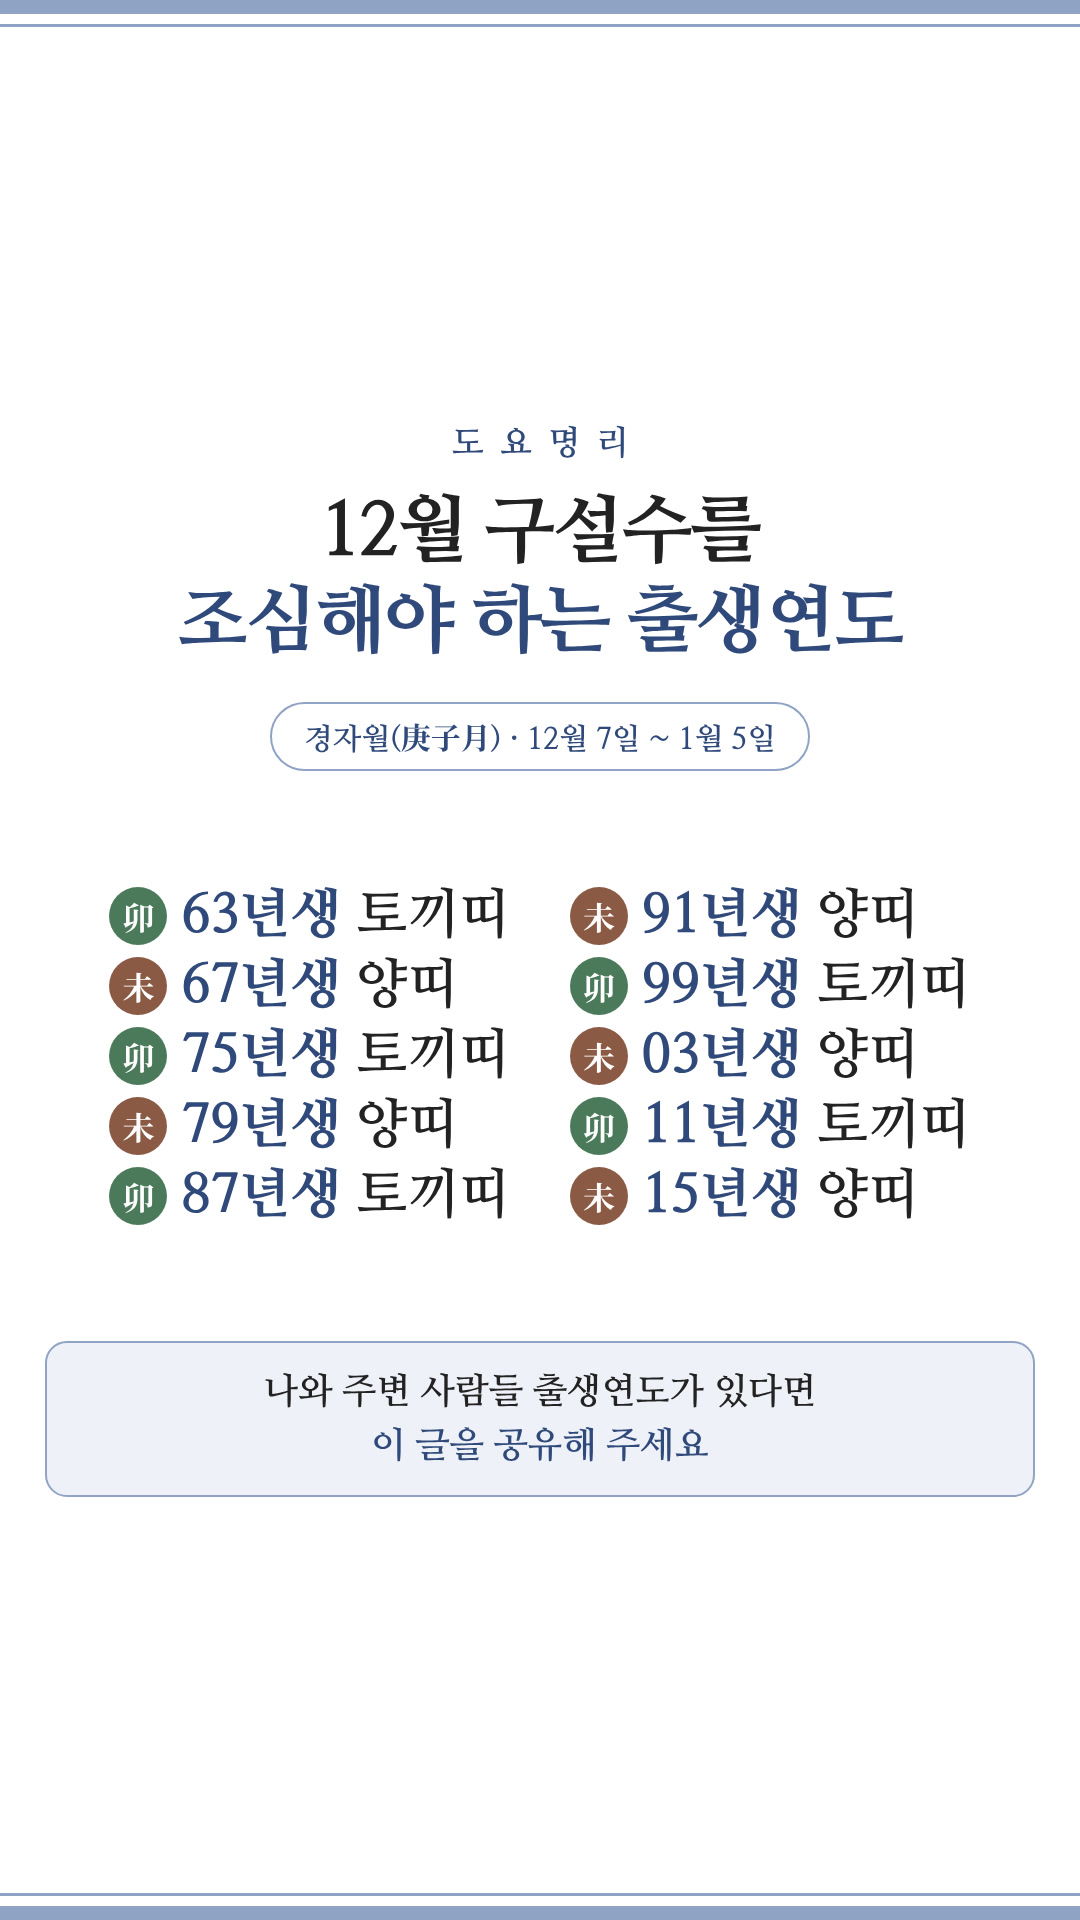 도요명리
12월 구설수를
조심해야 하는 출생연도
경자월(庚子月) · 12월 7일 ~ 1월 5일
卯 63년생 토끼띠
未 67년생 양띠
卯 75년생 토끼띠
未 79년생 양띠
卯 87년생 토끼띠
未 91년생 양띠
卯 99년생 토끼띠
未 03년생 양띠
卯 11년생 토끼띠
未 15년생 양띠
나와 주변 사람들 출생연도가 있다면
이 글을 공유해 주세요